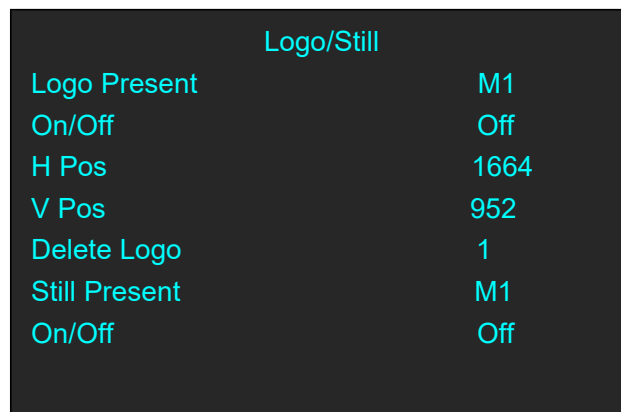 Logo/Still
Logo Present M1
On/Off Off
H Pos 1664
V Pos 952
Delete Logo 1
Still Present M1
On/Off Off